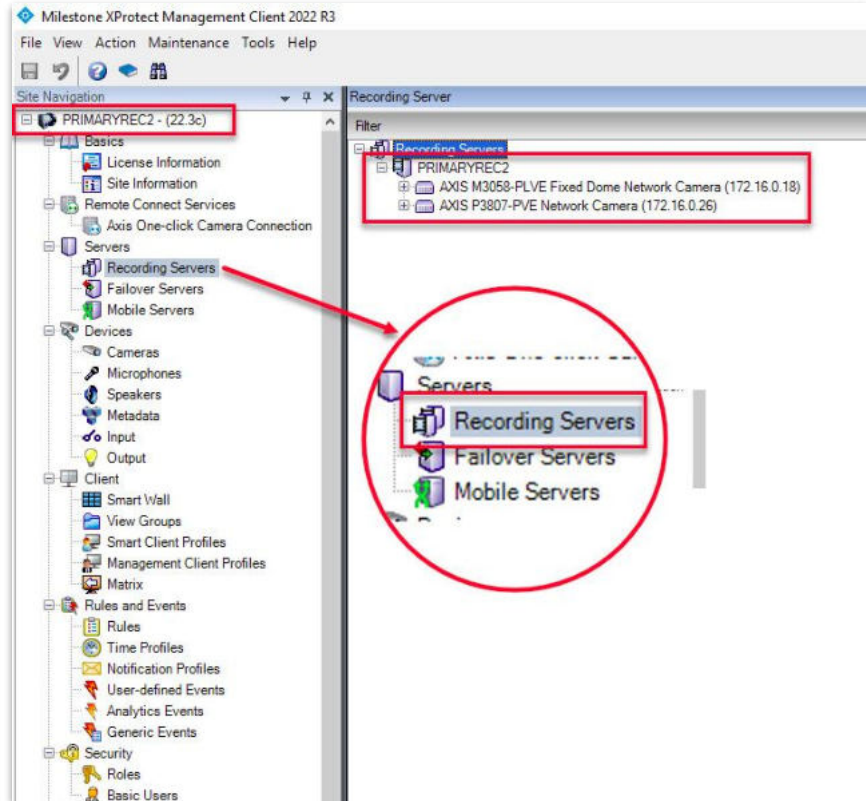 Milestone XProtect Management Client 2022 R3
File View Action Maintenance Tools Help
Site Navigation
PRIMARYREC2 - (22.3c)
Basics
License Information
Site Information
Remote Connect Services
Axis One-click Camera Connection
Servers
Recording Servers
Failover Servers
Mobile Servers
Devices
Cameras
Microphones
Speakers
Metadata
Input
Output
Client
Smart Wall
View Groups
Smart Client Profiles
Management Client Profiles
Matrix
Rules and Events
Rules
Time Profiles
Notification Profiles
User-defined Events
Analytics Events
Generic Events
Security
Roles
Basic Users
Recording Server
Filter
Recording Servers
PRIMARYREC2
AXIS M3058-PLVE Fixed Dome Network Camera (172.16.0.18)
AXIS P3807-PVE Network Camera (172.16.0.26)
Servers
Recording Servers
Failover Servers
Mobile Servers